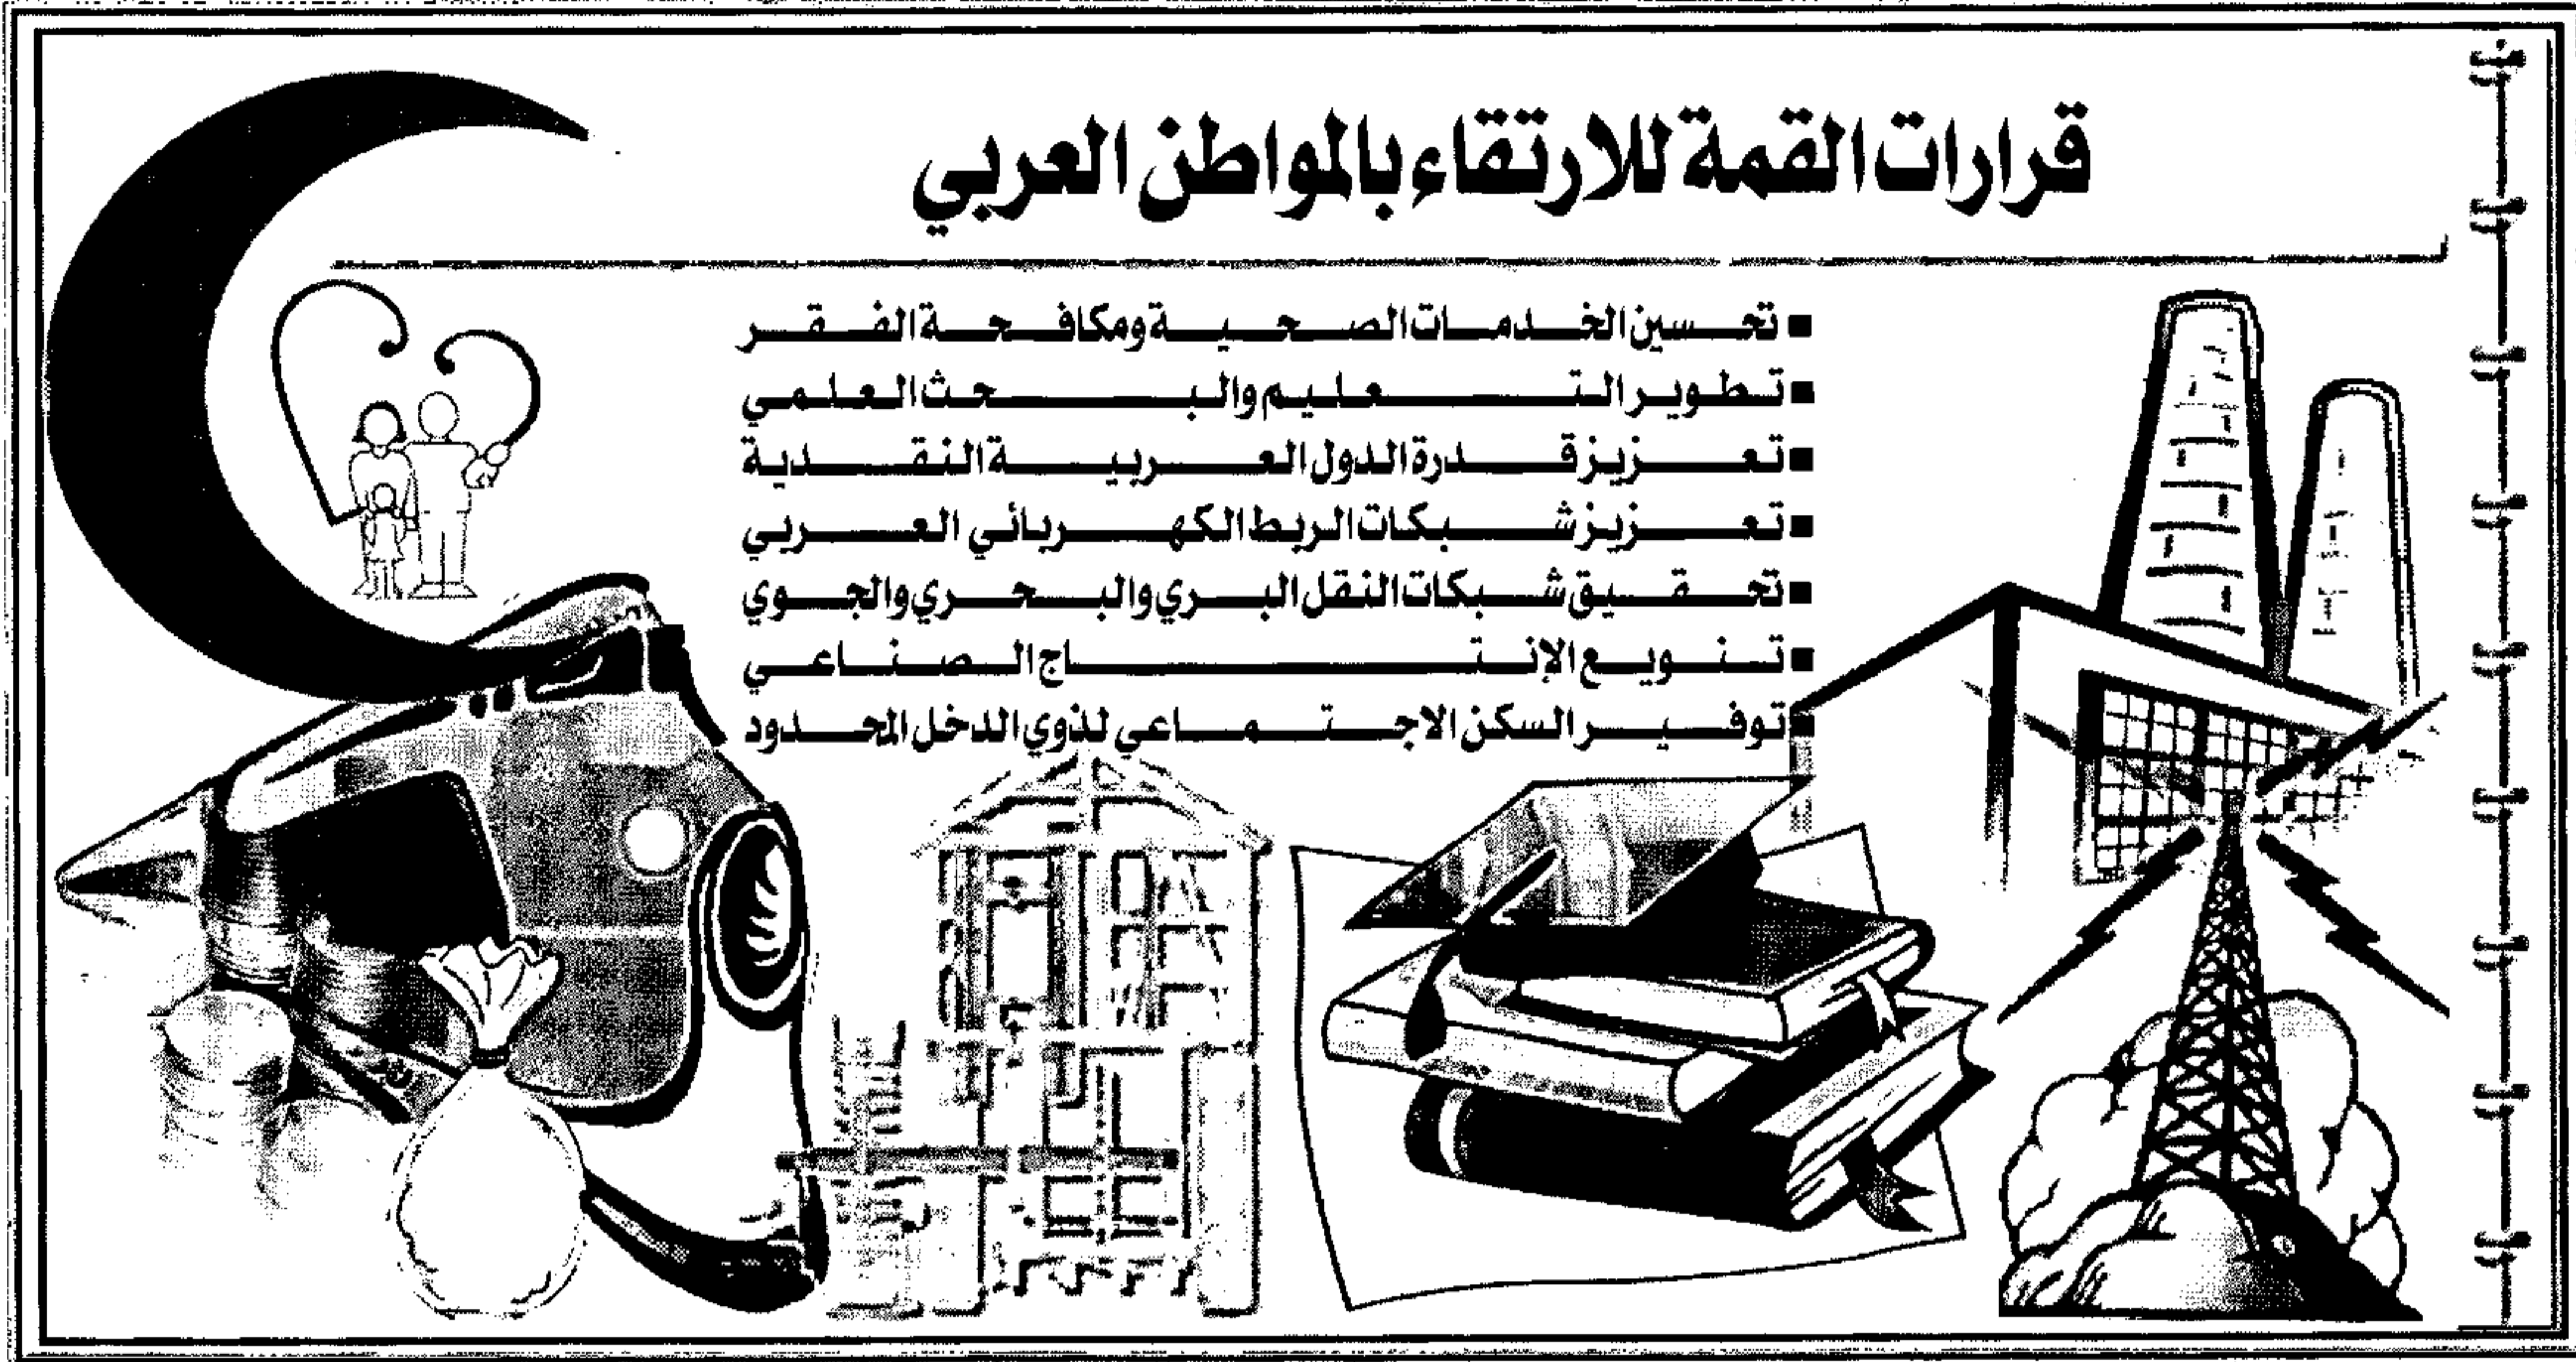 قرارات القمة للارتقاء بالمواطن العربي
■ تحسين الخدمات الصحية ومكافحة الفقر
■ تطوير التعليم والبحث العلمي
■ تعزيز قدرة الدول العربية النقدية
■ تعزيز شبكات الربط الكهربائي العربي
■ تحقيق شبكات النقل البري والبحري والجوي
■ تنويع الإنتاج الصناعي
■ توفير السكن الاجتماعي لذوي الدخل المحدود